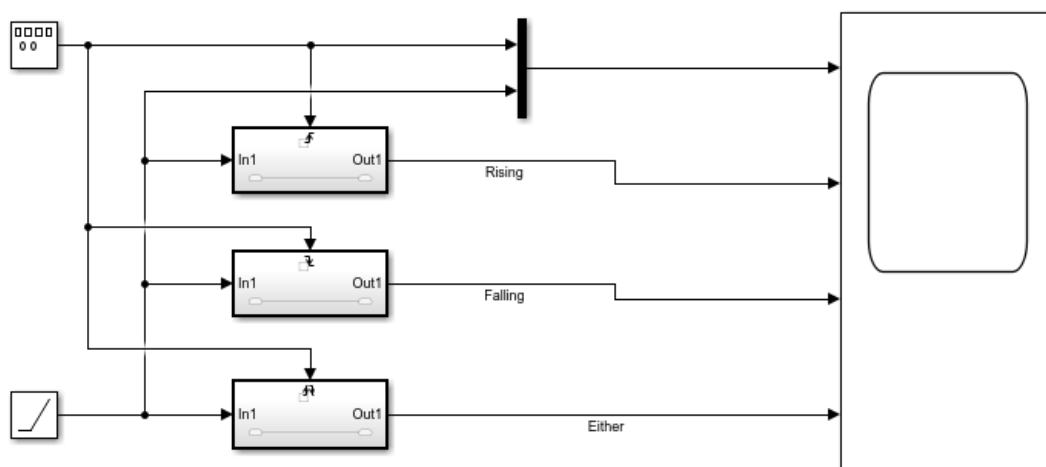 In1 Out1
Rising
In1 Out1
Falling
In1 Out1
Either